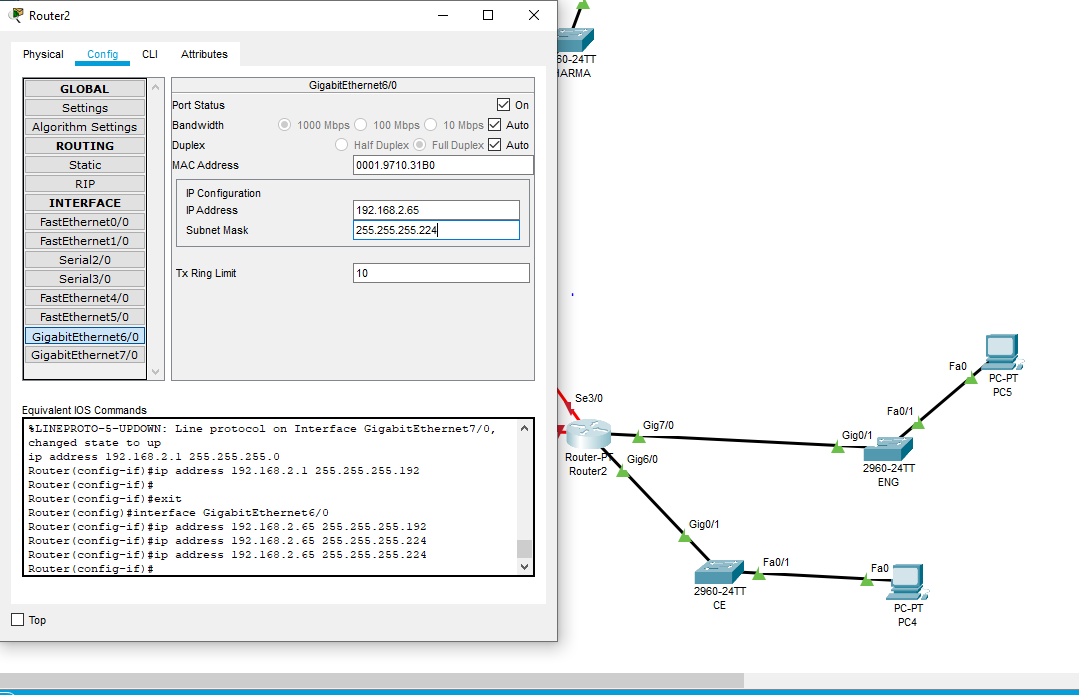 Router2
Physical Config CLI Attributes
GLOBAL
Settings
Algorithm Settings
ROUTING
Static
RIP
INTERFACE
FastEthernet0/0
FastEthernet1/0
Serial2/0
Serial3/0
FastEthernet4/0
FastEthernet5/0
GigabitEthernet6/0
GigabitEthernet7/0
GigabitEthernet6/0
Port Status On
Bandwidth 1000 Mbps 100 Mbps 10 Mbps Auto
Duplex Half Duplex Full Duplex Auto
MAC Address 0001.9710.31B0
IP Configuration
IP Address 192.168.2.65
Subnet Mask 255.255.255.224
Tx Ring Limit 10
Equivalent IOS Commands
%LINEPROTO-5-UPDOWN: Line protocol on Interface GigabitEthernet7/0,
changed state to up
ip address 192.168.2.1 255.255.255.0
Router(config-if)#ip address 192.168.2.1 255.255.255.192
Router(config-if)#
Router(config-if)#exit
Router(config)#interface GigabitEthernet6/0
Router(config-if)#ip address 192.168.2.65 255.255.255.192
Router(config-if)#ip address 192.168.2.65 255.255.255.224
Router(config-if)#ip address 192.168.2.65 255.255.255.224
Router(config-if)#
Top
60-24TT
HARMA
Se3/0
Router-PT
Router2
Gig7/0
Gig6/0
Gig0/1
2960-24TT
ENG
Fa0/1
Fa0
PC-PT
PC5
Gig0/1
2960-24TT
CE
Fa0/1
Fa0
PC-PT
PC4